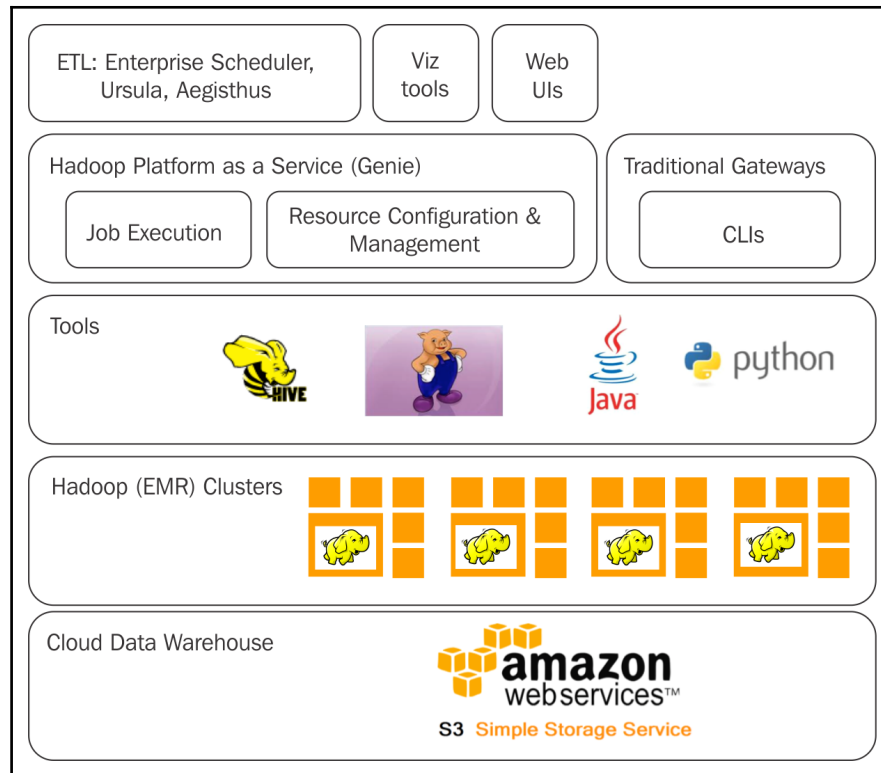 ETL: Enterprise Scheduler,
Ursula, Aegisthus
Viz
tools
Web
UIs
Hadoop Platform as a Service (Genie)
Job Execution
Resource Configuration &
Management
Traditional Gateways
CLIs
Tools
HIVE
Java
python
Hadoop (EMR) Clusters
Cloud Data Warehouse
amazon
webservices™
S3 Simple Storage Service